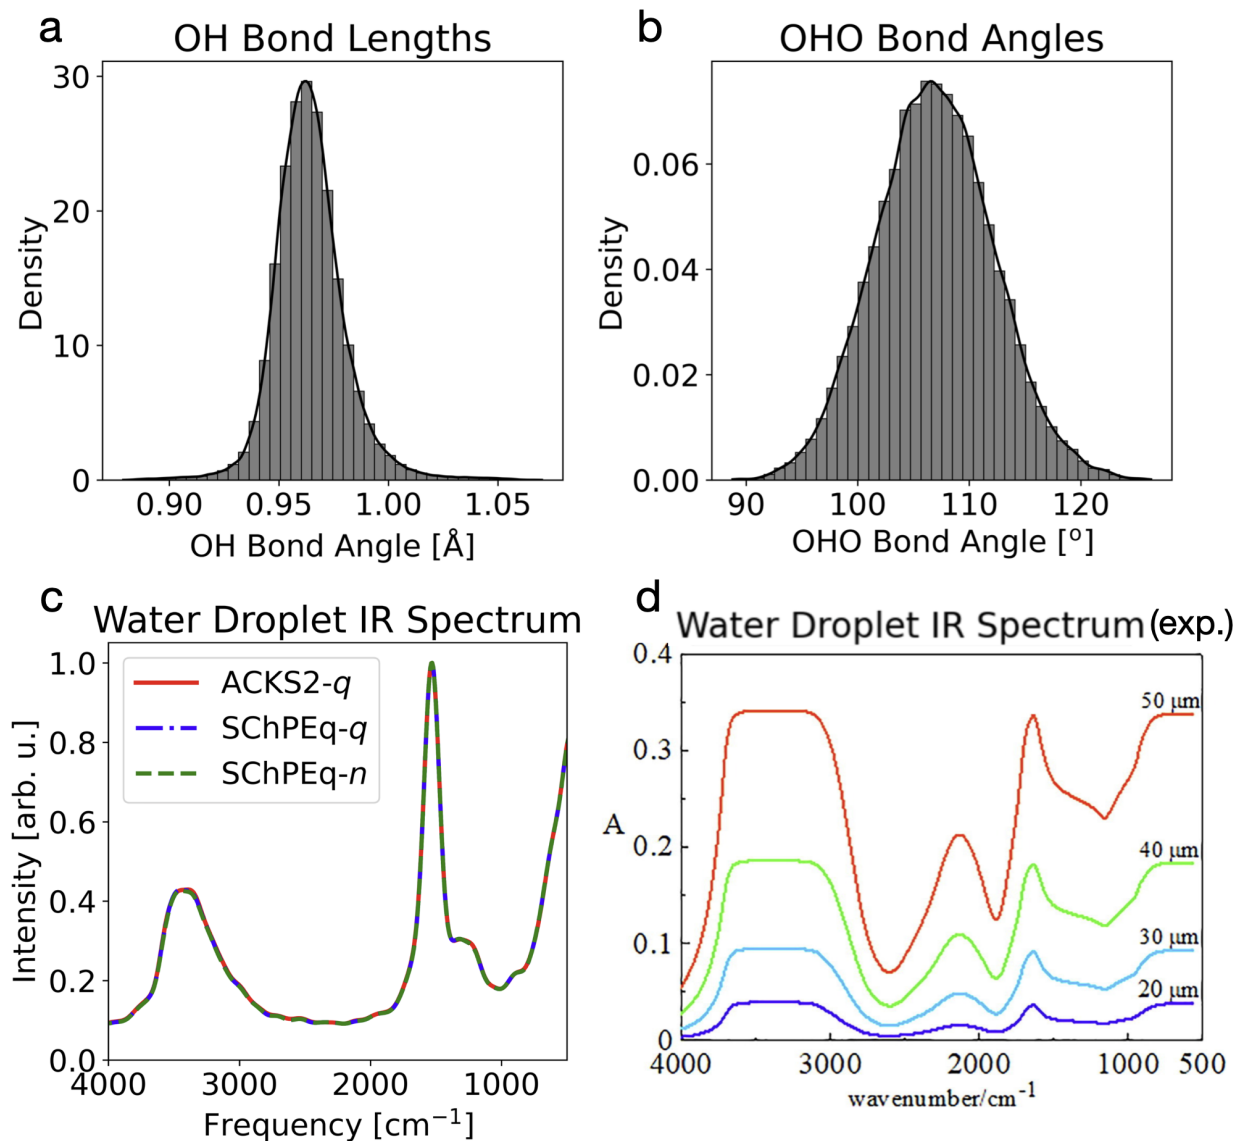 a
OH Bond Lengths
30
20
10
0
Density
0.90 0.95 1.00 1.05
OH Bond Angle [Å]
b
OHO Bond Angles
0.06
0.04
0.02
0.00
Density
90 100 110 120
OHO Bond Angle [º]
c
Water Droplet IR Spectrum
1.0
0.8
0.6
0.4
0.2
0.0
Intensity [arb. u.]
ACKS2-q
SChPEq-q
SChPEq-n
4000 3000 2000 1000
Frequency [cm⁻¹]
d
Water Droplet IR Spectrum (exp.)
0.4
0.3
0.2
0.1
0
A
50 µm
40 µm
30 µm
20 µm
4000 3000 2000 1000 500
wavenumber/cm⁻¹